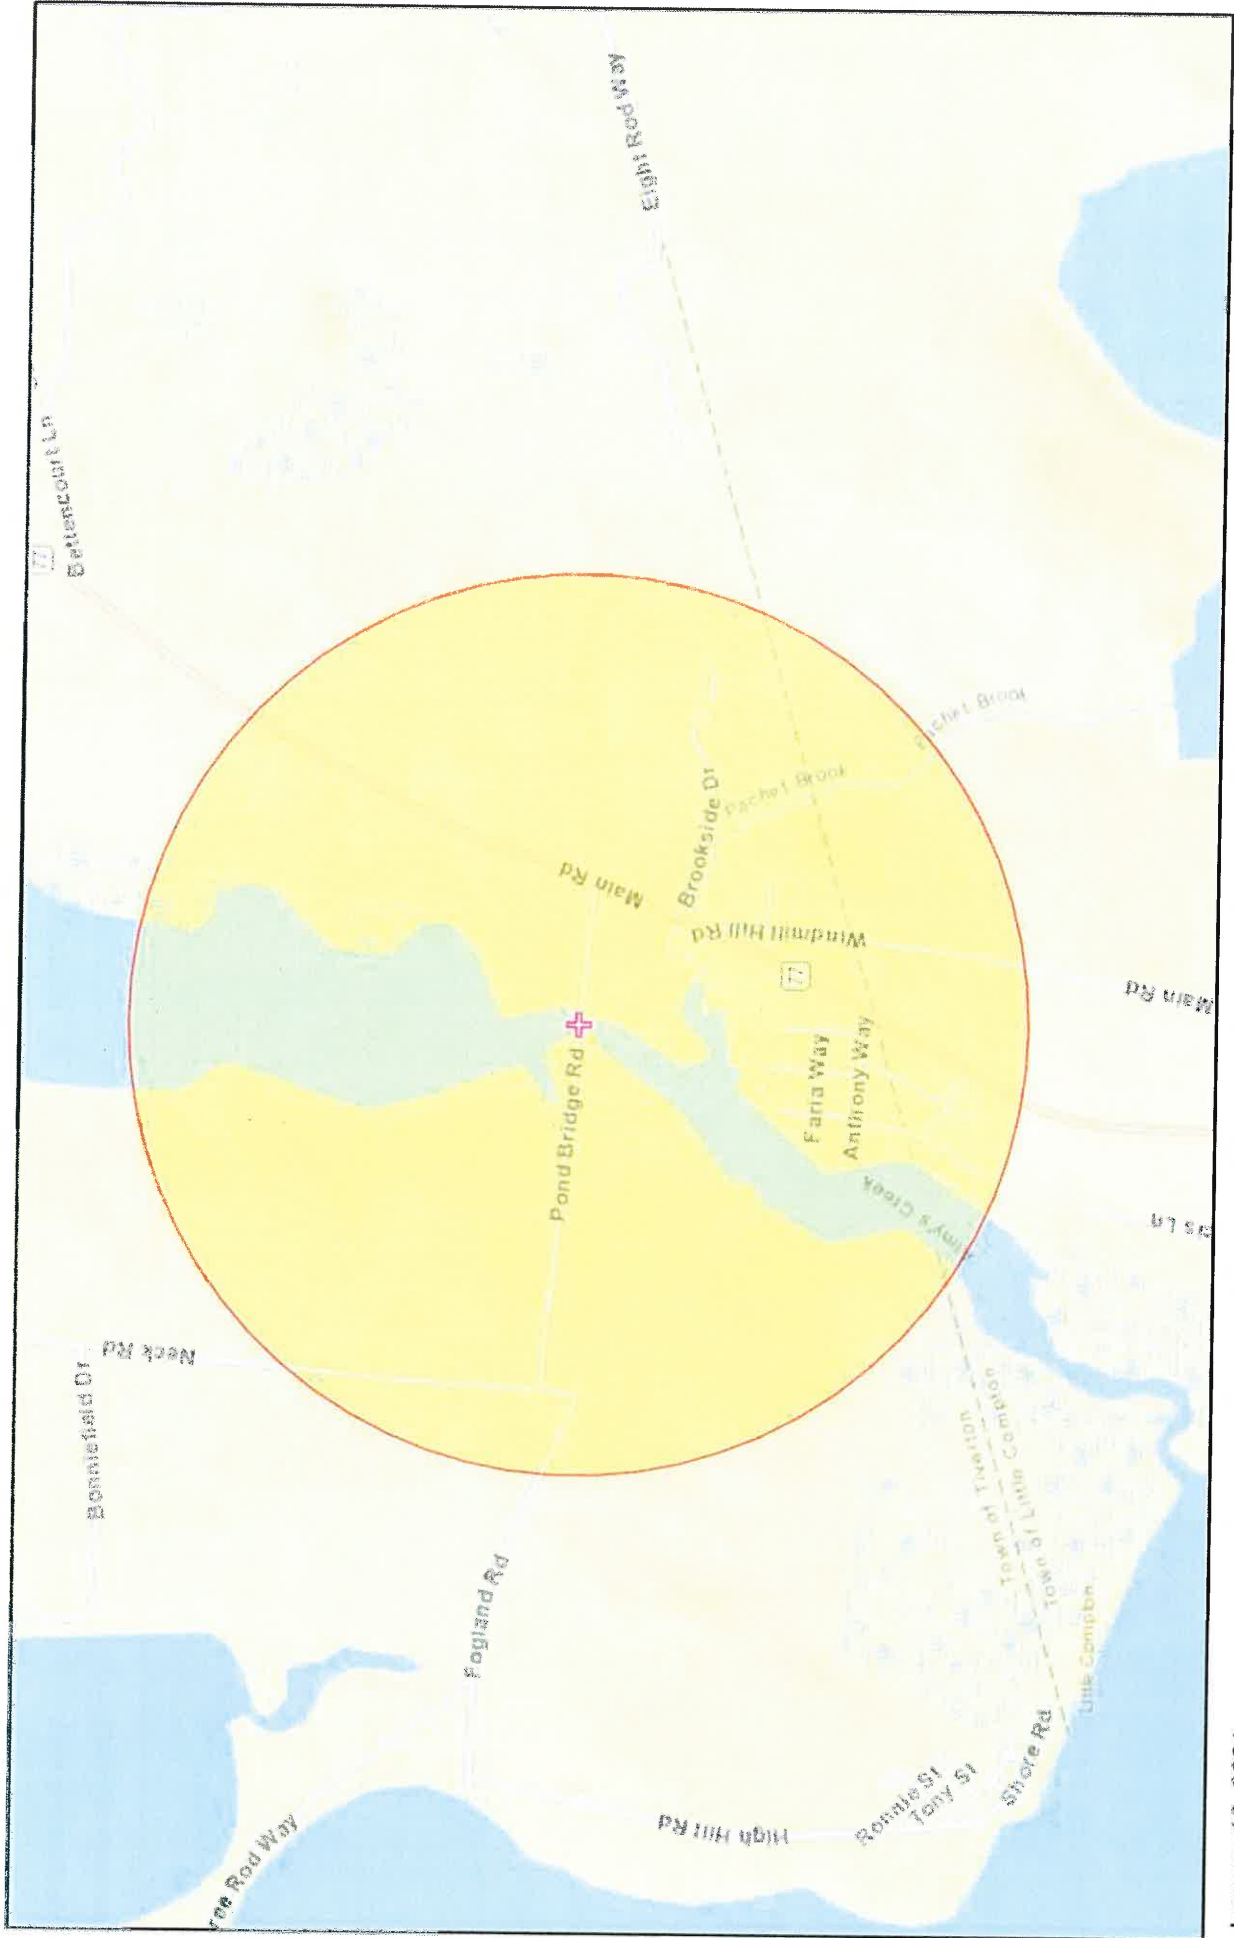 Eight Rod Way
77
Bettencourt Ln
Pachet Brook
Pachet Brook
Brookside Dr
Main Rd
Windmill Hill Rd
77
Main Rd
Faria Way
Anthony Way
Pond Bridge Rd
Almy's Creek
Neck Rd
Bonniefield Dr
Town of Tiverton
Town of Little Compton
Little Compton
Fogland Rd
Shore Rd
Ronnie St
Tony St
High Hill Rd
Rod Way